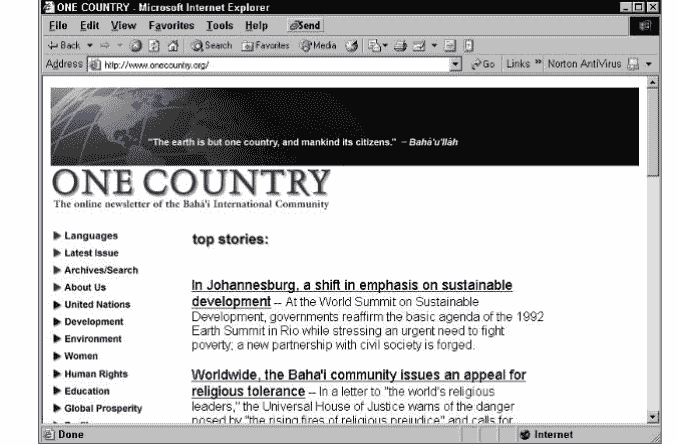 ONE COUNTRY - Microsoft Internet Explorer
File Edit View Favorites Tools Help Send
Back Search Favorites Media
Address http://www.onecountry.org/ Go Links » Norton AntiVirus
"The earth is but one country, and mankind its citizens." – Bahá'u'lláh
ONE COUNTRY
The online newsletter of the Bahá'í International Community
Languages
Latest Issue
Archives/Search
About Us
United Nations
Development
Environment
Women
Human Rights
Education
Global Prosperity
top stories:
In Johannesburg, a shift in emphasis on sustainable
development -- At the World Summit on Sustainable
Development, governments reaffirm the basic agenda of the 1992
Earth Summit in Rio while stressing an urgent need to fight
poverty; a new partnership with civil society is forged.
Worldwide, the Baha'i community issues an appeal for
religious tolerance -- In a letter to "the world's religious
leaders," the Universal House of Justice warns of the danger
posed by "the rising fires of religious prejudice" and calls for
Done Internet